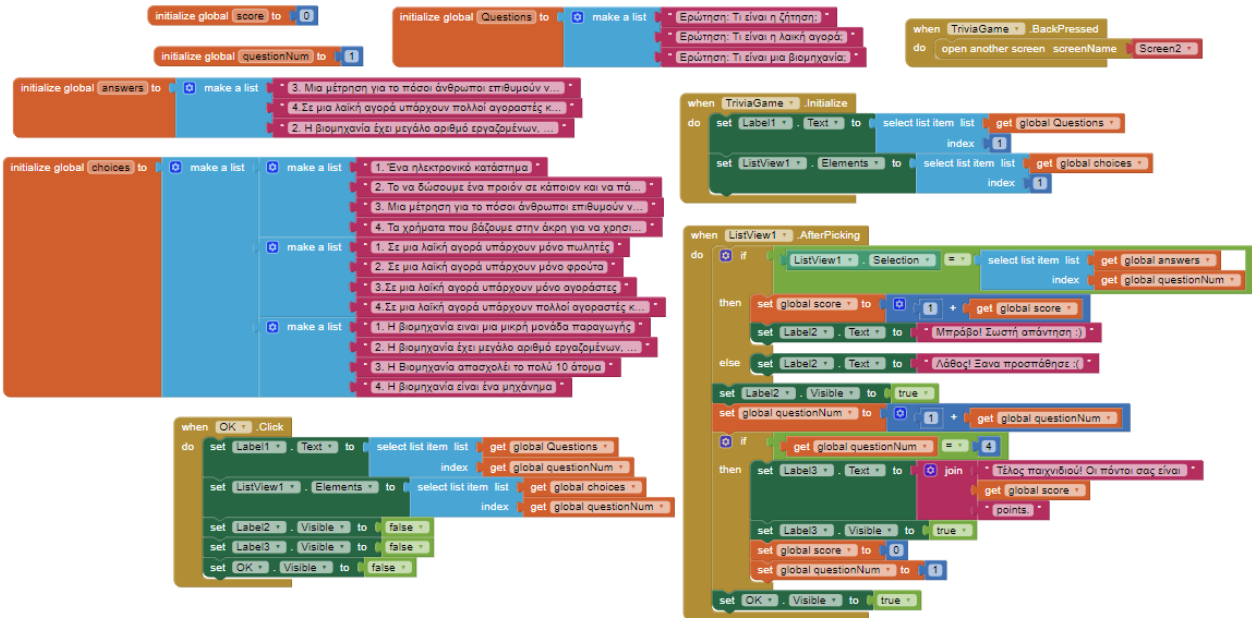 initialize global score to 0
initialize global questionNum to 1
initialize global Questions to make a list " Ερώτηση: Τι είναι η ζήτηση; "
" Ερώτηση: Τι είναι η λαική αγορά; "
" Ερώτηση: Τι είναι μια βιομηχανία; "
when TriviaGame .BackPressed
do open another screen screenName Screen2
initialize global answers to make a list " 3. Μια μέτρηση για το πόσοι άνθρωποι επιθυμούν ν... "
" 4.Σε μια λαϊκή αγορά υπάρχουν πολλοί αγοραστές κ... "
" 2. Η βιομηχανία έχει μεγάλο αριθμό εργαζομένων, ... "
initialize global choices to make a list make a list " 1. Ένα ηλεκτρονικό κατάστημα "
" 2. Το να δώσουμε ένα προιόν σε κάποιον και να πά... "
" 3. Μια μέτρηση για το πόσοι άνθρωποι επιθυμούν ν... "
" 4. Τα χρήματα που βάζουμε στην άκρη για να χρησι... "
make a list " 1. Σε μια λαϊκή αγορά υπάρχουν μόνο πωλητές "
" 2. Σε μια λαϊκή αγορά υπάρχουν μόνο φρούτα "
" 3.Σε μια λαϊκή αγορά υπάρχουν μόνο αγοράστες "
" 4.Σε μια λαϊκή αγορά υπάρχουν πολλοί αγοραστές κ... "
make a list " 1. Η βιομηχανία ειναι μια μικρή μονάδα παραγωγής "
" 2. Η βιομηχανία έχει μεγάλο αριθμό εργαζομένων, ... "
" 3. Η Βιομηχανία απασχολεί το πολύ 10 άτομα "
" 4. Η βιομηχανία είναι ένα μηχάνημα "
when TriviaGame .Initialize
do set Label1 . Text to select list item list get global Questions
index 1
set ListView1 . Elements to select list item list get global choices
index 1
when ListView1 .AfterPicking
do if ListView1 . Selection = select list item list get global answers
index get global questionNum
then set global score to 1 + get global score
set Label2 . Text to " Μπράβο! Σωστή απάντηση :) "
else set Label2 . Text to " Λάθος! Ξανα προσπάθησε :( "
set Label2 . Visible to true
set global questionNum to 1 + get global questionNum
if get global questionNum = 4
then set Label3 . Text to join " Τέλος παιχνιδιού! Οι πόντοι σας είναι "
get global score
" points. "
set Label3 . Visible to true
set global score to 0
set global questionNum to 1
set OK . Visible to true
when OK .Click
do set Label1 . Text to select list item list get global Questions
index get global questionNum
set ListView1 . Elements to select list item list get global choices
index get global questionNum
set Label2 . Visible to false
set Label3 . Visible to false
set OK . Visible to false